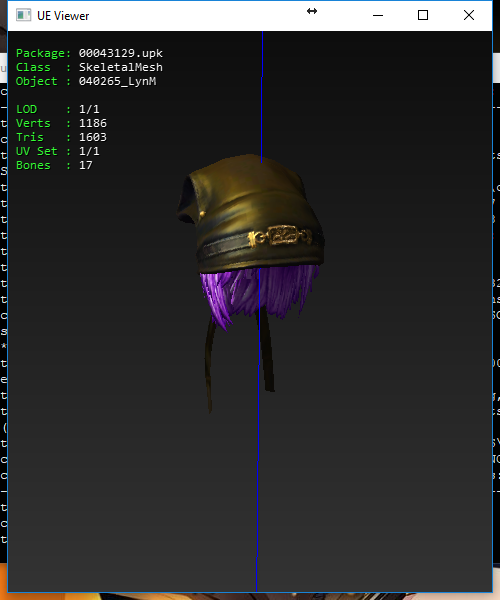 UE Viewer
Package: 00043129.upk
Class : SkeletalMesh
Object : 040265_LynM
LOD : 1/1
Verts : 1186
Tris : 1603
UV Set : 1/1
Bones : 17